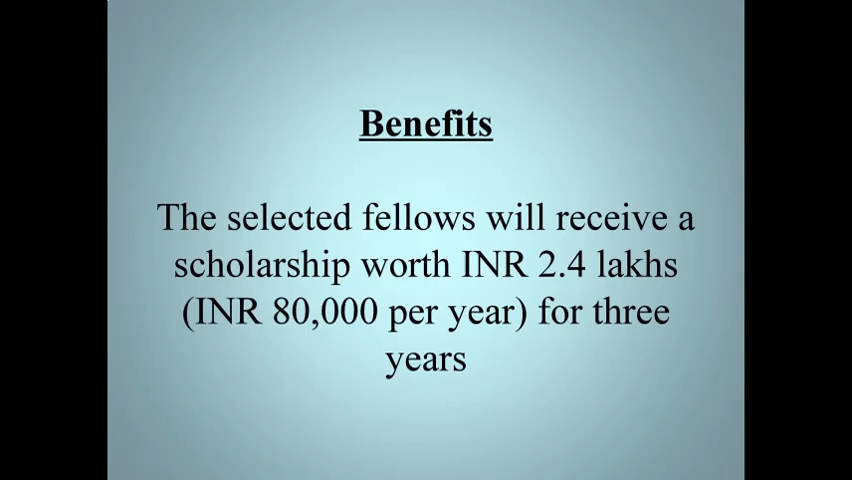 Benefits
The selected fellows will receive a
scholarship worth INR 2.4 lakhs
(INR 80,000 per year) for three
years